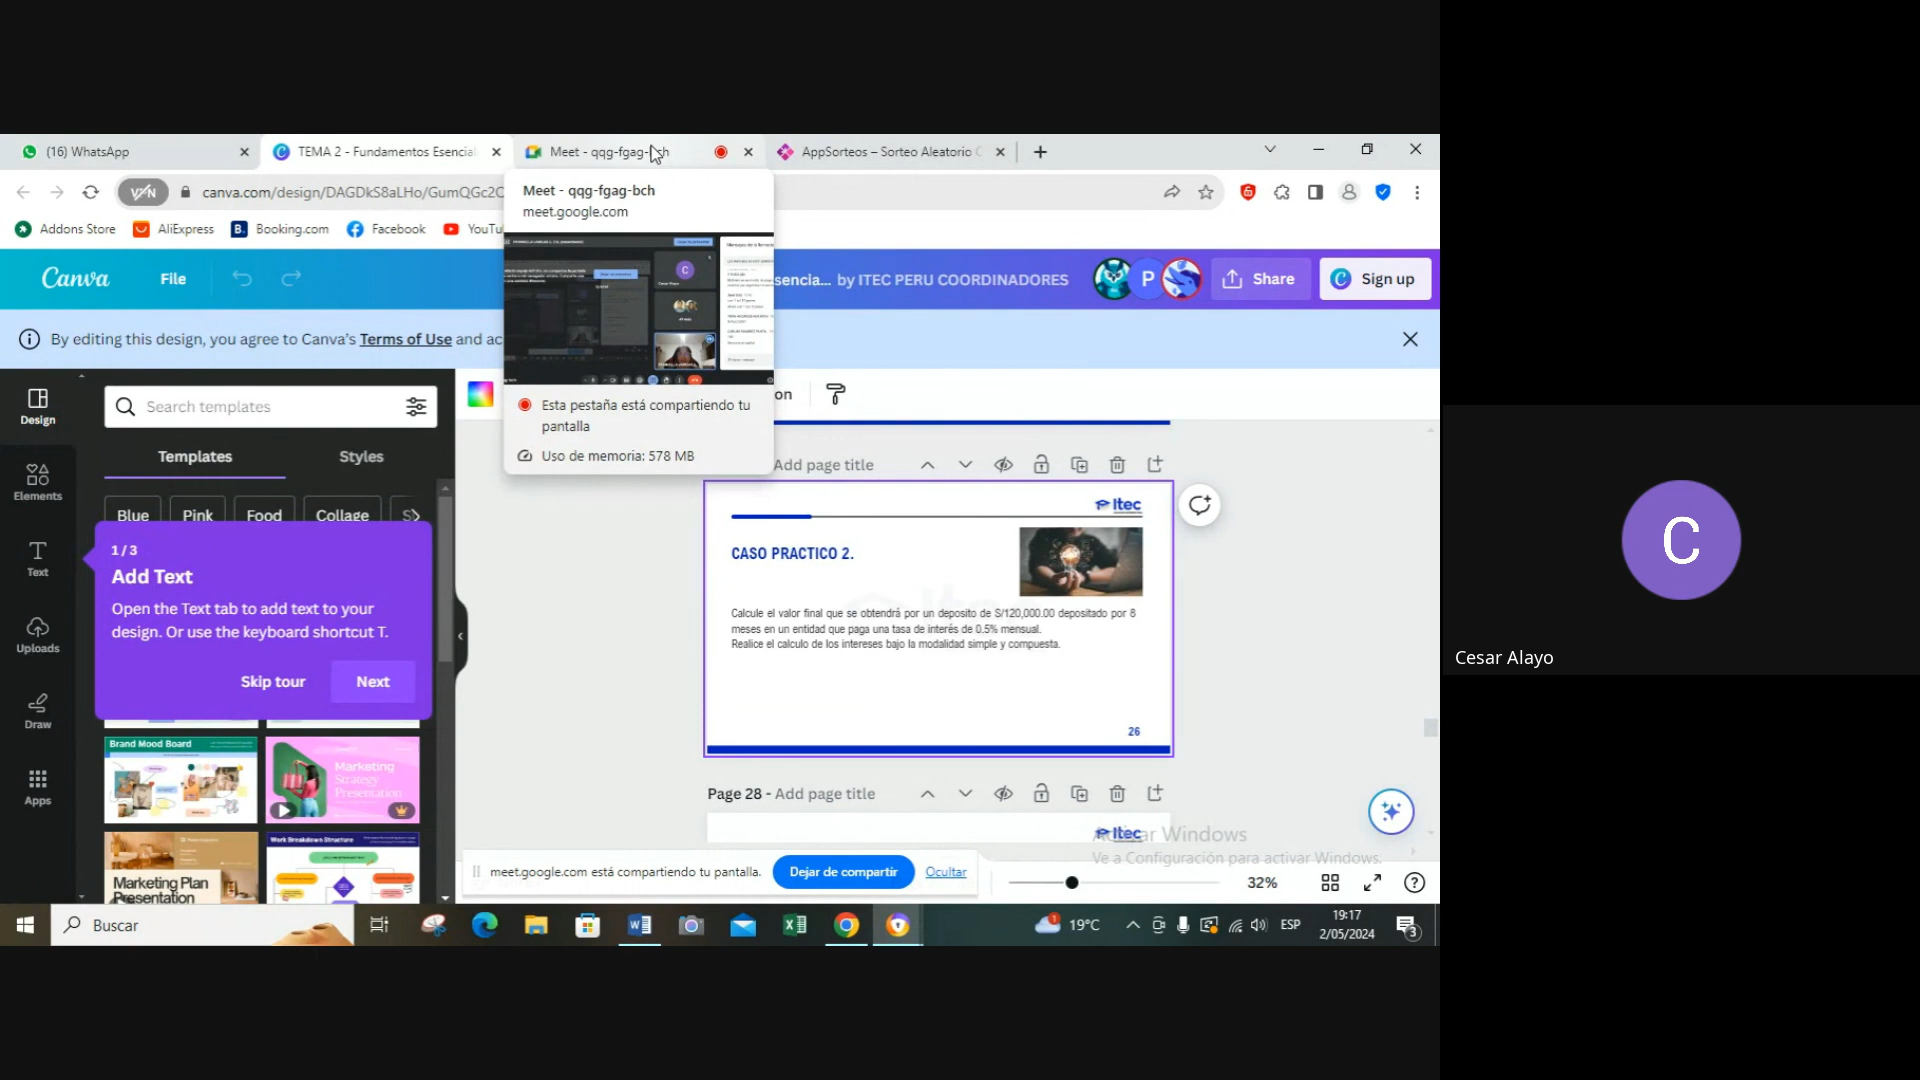 (16) WhatsApp
TEMA 2 - Fundamentos Esencia
Meet - qqg-fgag-bch
AppSorteos – Sorteo Aleatorio
canva.com/design/DAGDkS8aLHo/GumQGc2C
Meet - qqg-fgag-bch
meet.google.com
Addons Store
AliExpress
Booking.com
Facebook
YouTu
Canva
File
sencia... by ITEC PERU COORDINADORES
P
Share
Sign up
By editing this design, you agree to Canva's Terms of Use and ac
Esta pestaña está compartiendo tu
pantalla
Uso de memoria: 578 MB
on
Design
Elements
Text
Uploads
Draw
Apps
Search templates
Templates
Styles
Blue
Pink
Food
Collage
1 / 3
Add Text
Open the Text tab to add text to your
design. Or use the keyboard shortcut T.
Skip tour
Next
Brand Mood Board
Marketing
Strategy
Presentation
Marketing Plan
Presentation
Work Breakdown Structure
Add page title
Itec
CASO PRACTICO 2.
Calcule el valor final que se obtendrá por un deposito de S/120,000.00 depositado por 8
meses en un entidad que paga una tasa de interés de 0.5% mensual.
Realice el calculo de los intereses bajo la modalidad simple y compuesta.
26
Page 28 - Add page title
Itec
Activar Windows
Ve a Configuración para activar Windows.
meet.google.com está compartiendo tu pantalla.
Dejar de compartir
Ocultar
32%
Buscar
19°C
ESP
19:17
2/05/2024
3
C
Cesar Alayo